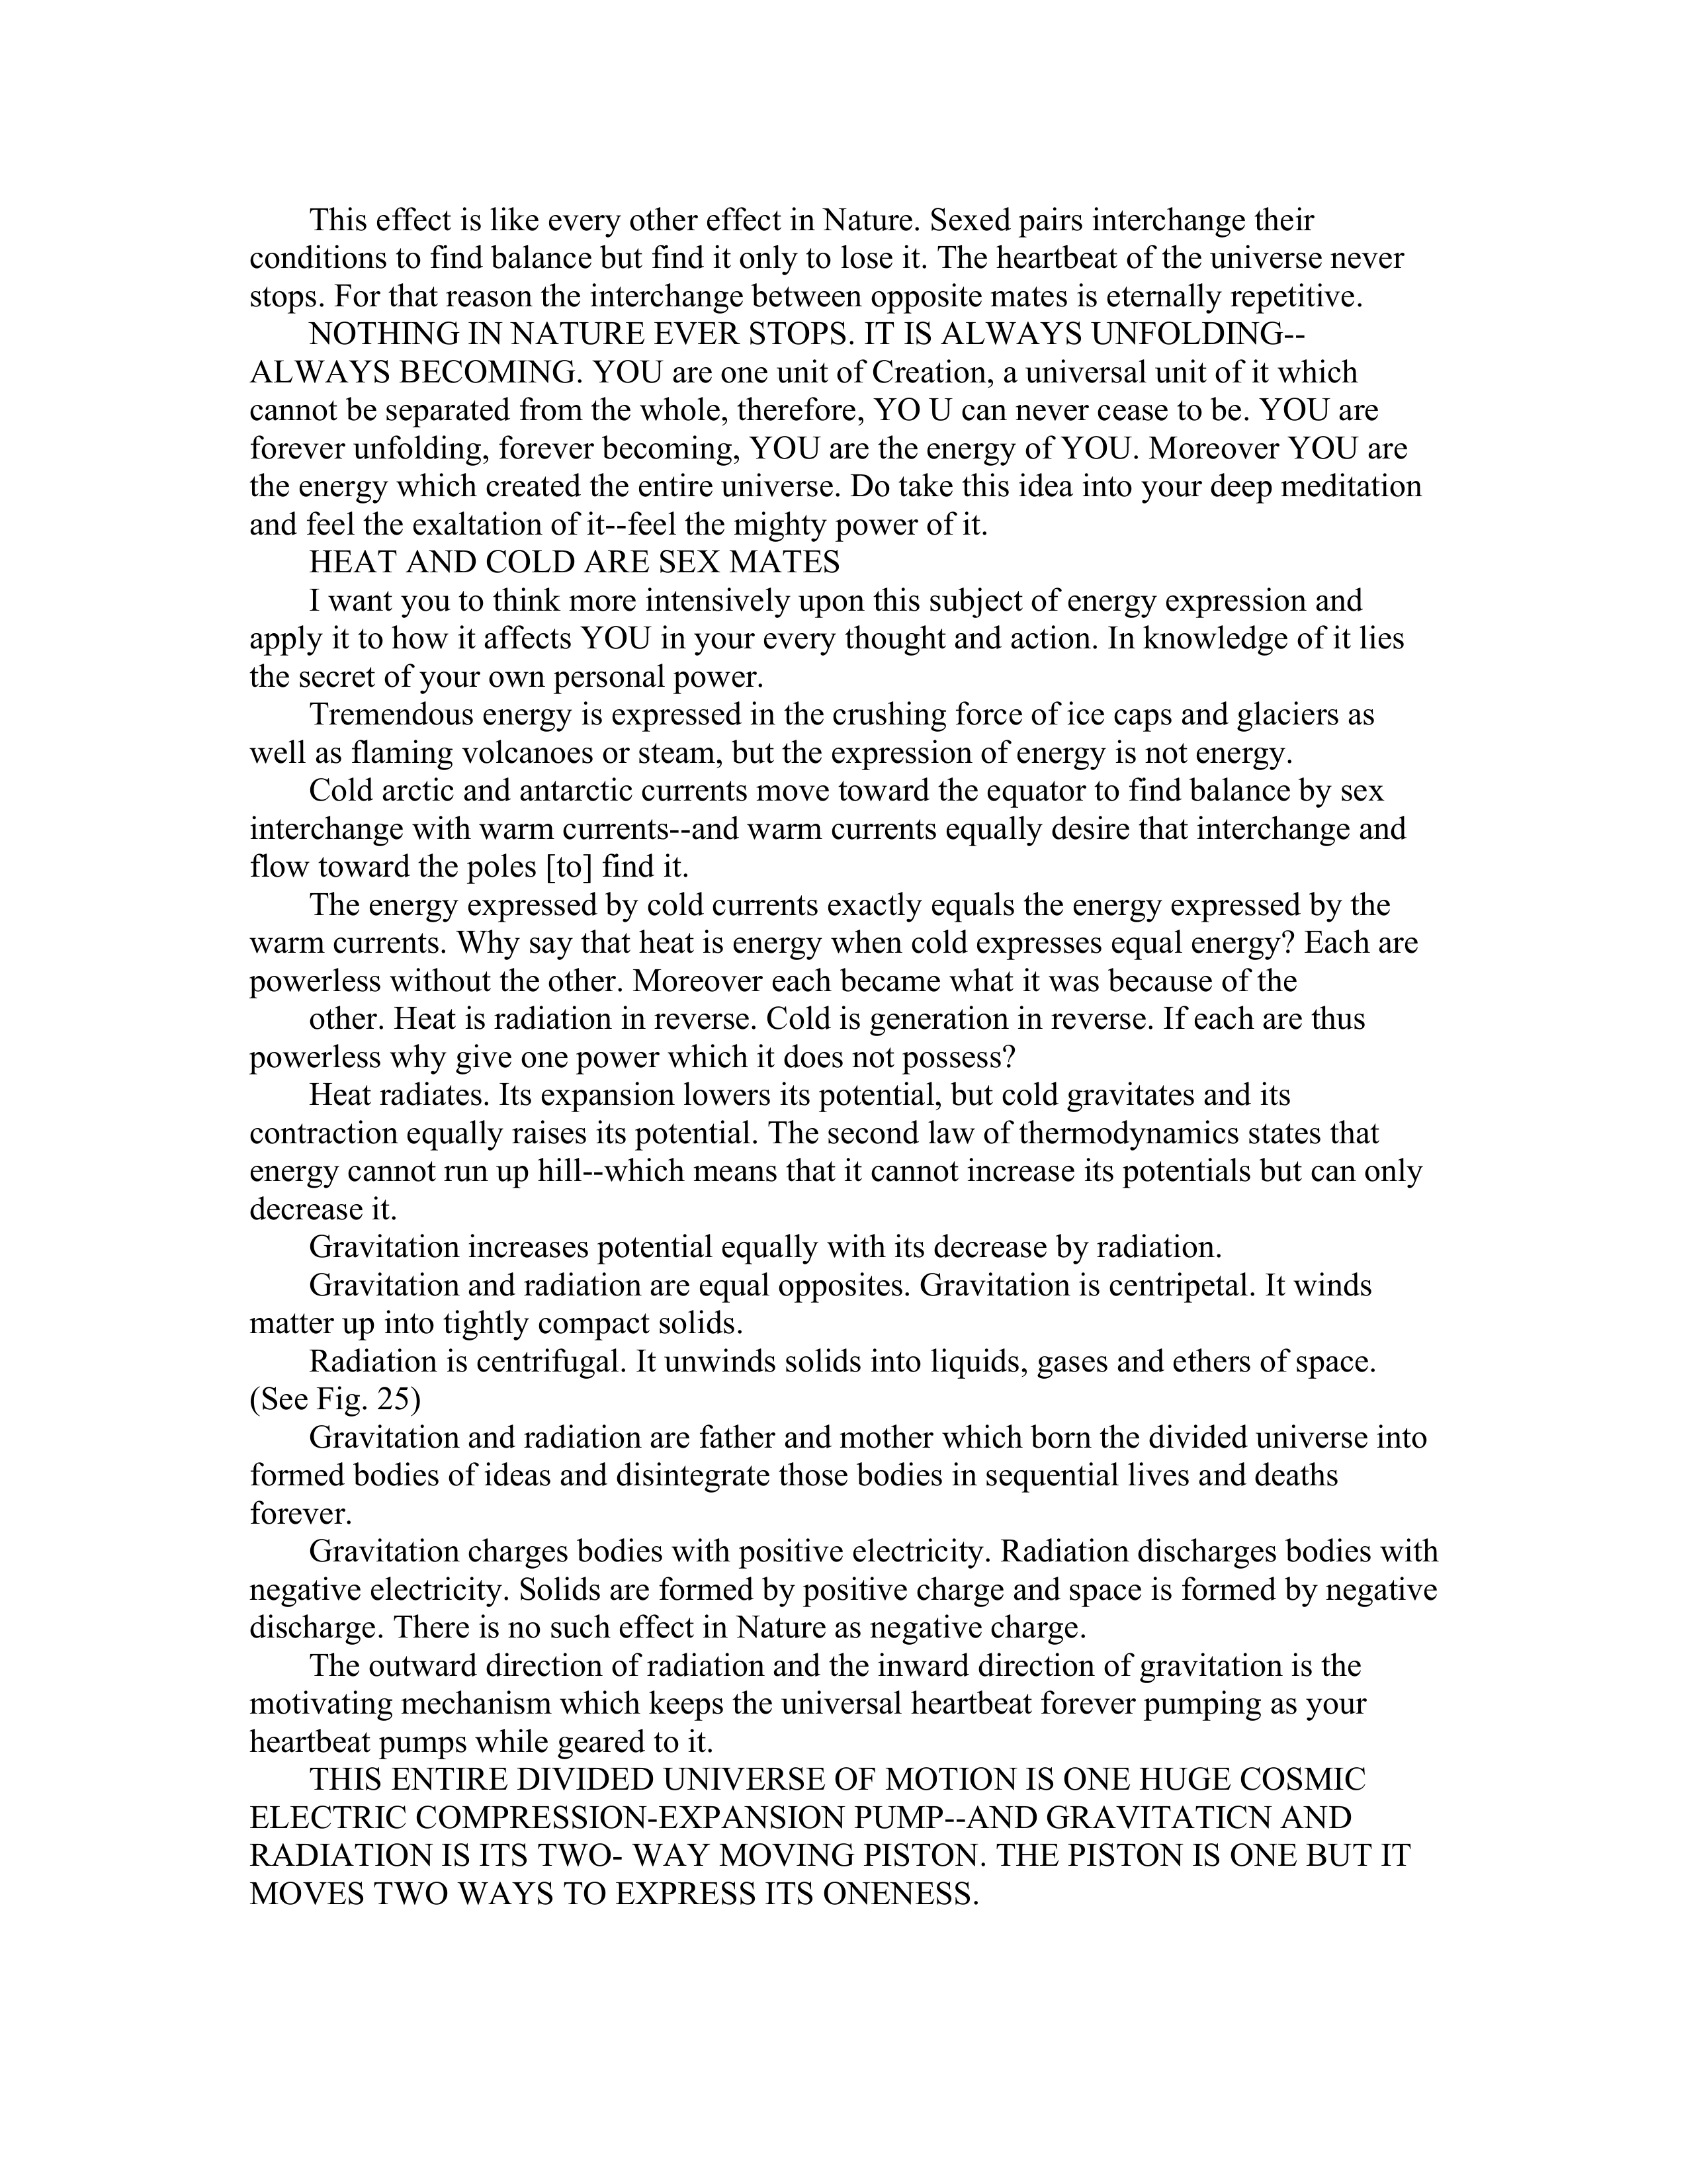 This effect is like every other effect in Nature. Sexed pairs interchange their
conditions to find balance but find it only to lose it. The heartbeat of the universe never
stops. For that reason the interchange between opposite mates is eternally repetitive.
NOTHING IN NATURE EVER STOPS. IT IS ALWAYS UNFOLDING--
ALWAYS BECOMING. YOU are one unit of Creation, a universal unit of it which
cannot be separated from the whole, therefore, YO U can never cease to be. YOU are
forever unfolding, forever becoming, YOU are the energy of YOU. Moreover YOU are
the energy which created the entire universe. Do take this idea into your deep meditation
and feel the exaltation of it--feel the mighty power of it.
HEAT AND COLD ARE SEX MATES
I want you to think more intensively upon this subject of energy expression and
apply it to how it affects YOU in your every thought and action. In knowledge of it lies
the secret of your own personal power.
Tremendous energy is expressed in the crushing force of ice caps and glaciers as
well as flaming volcanoes or steam, but the expression of energy is not energy.
Cold arctic and antarctic currents move toward the equator to find balance by sex
interchange with warm currents--and warm currents equally desire that interchange and
flow toward the poles [to] find it.
The energy expressed by cold currents exactly equals the energy expressed by the
warm currents. Why say that heat is energy when cold expresses equal energy? Each are
powerless without the other. Moreover each became what it was because of the
other. Heat is radiation in reverse. Cold is generation in reverse. If each are thus
powerless why give one power which it does not possess?
Heat radiates. Its expansion lowers its potential, but cold gravitates and its
contraction equally raises its potential. The second law of thermodynamics states that
energy cannot run up hill--which means that it cannot increase its potentials but can only
decrease it.
Gravitation increases potential equally with its decrease by radiation.
Gravitation and radiation are equal opposites. Gravitation is centripetal. It winds
matter up into tightly compact solids.
Radiation is centrifugal. It unwinds solids into liquids, gases and ethers of space.
(See Fig. 25)
Gravitation and radiation are father and mother which born the divided universe into
formed bodies of ideas and disintegrate those bodies in sequential lives and deaths
forever.
Gravitation charges bodies with positive electricity. Radiation discharges bodies with
negative electricity. Solids are formed by positive charge and space is formed by negative
discharge. There is no such effect in Nature as negative charge.
The outward direction of radiation and the inward direction of gravitation is the
motivating mechanism which keeps the universal heartbeat forever pumping as your
heartbeat pumps while geared to it.
THIS ENTIRE DIVIDED UNIVERSE OF MOTION IS ONE HUGE COSMIC
ELECTRIC COMPRESSION-EXPANSION PUMP--AND GRAVITATICN AND
RADIATION IS ITS TWO- WAY MOVING PISTON. THE PISTON IS ONE BUT IT
MOVES TWO WAYS TO EXPRESS ITS ONENESS.